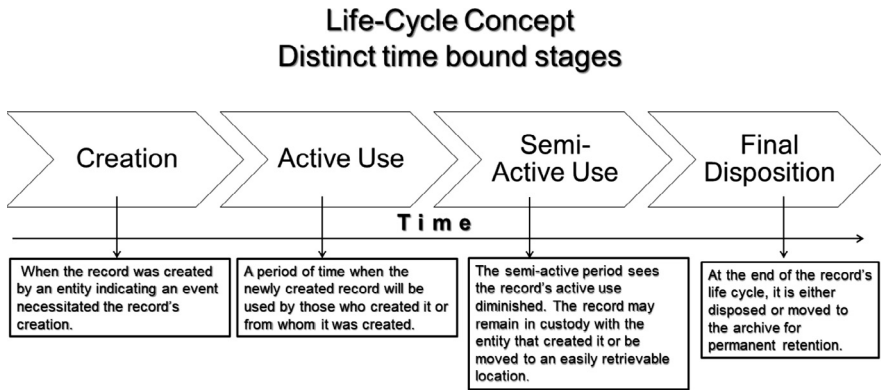 Life-Cycle Concept
Distinct time bound stages
Creation
Active Use
Semi-
Active Use
Final
Disposition
Time
When the record was created
by an entity indicating an event
necessitated the record's
creation.
A period of time when the
newly created record will be
used by those who created it or
from whom it was created.
The semi-active period sees
the record's active use
diminished. The record may
remain in custody with the
entity that created it or be
moved to an easily retrievable
location.
At the end of the record's
life cycle, it is either
disposed or moved to
the archive for
permanent retention.